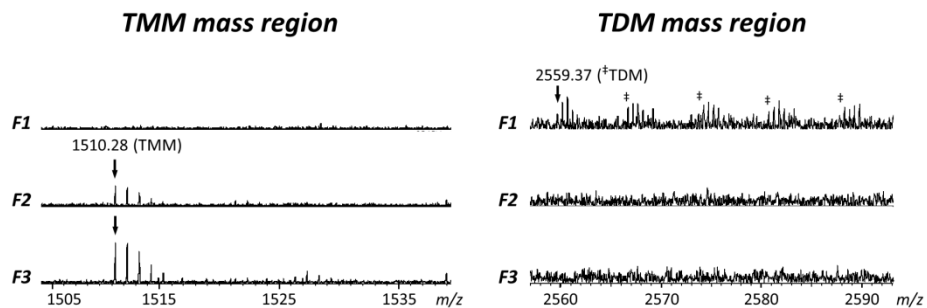 TMM mass region
TDM mass region
F1
1510.28 (TMM)
F2
F3
1505 1515 1525 1535 m/z
2559.37 (‡TDM)
‡ ‡ ‡ ‡
F1
F2
F3
2560 2570 2580 2590 m/z